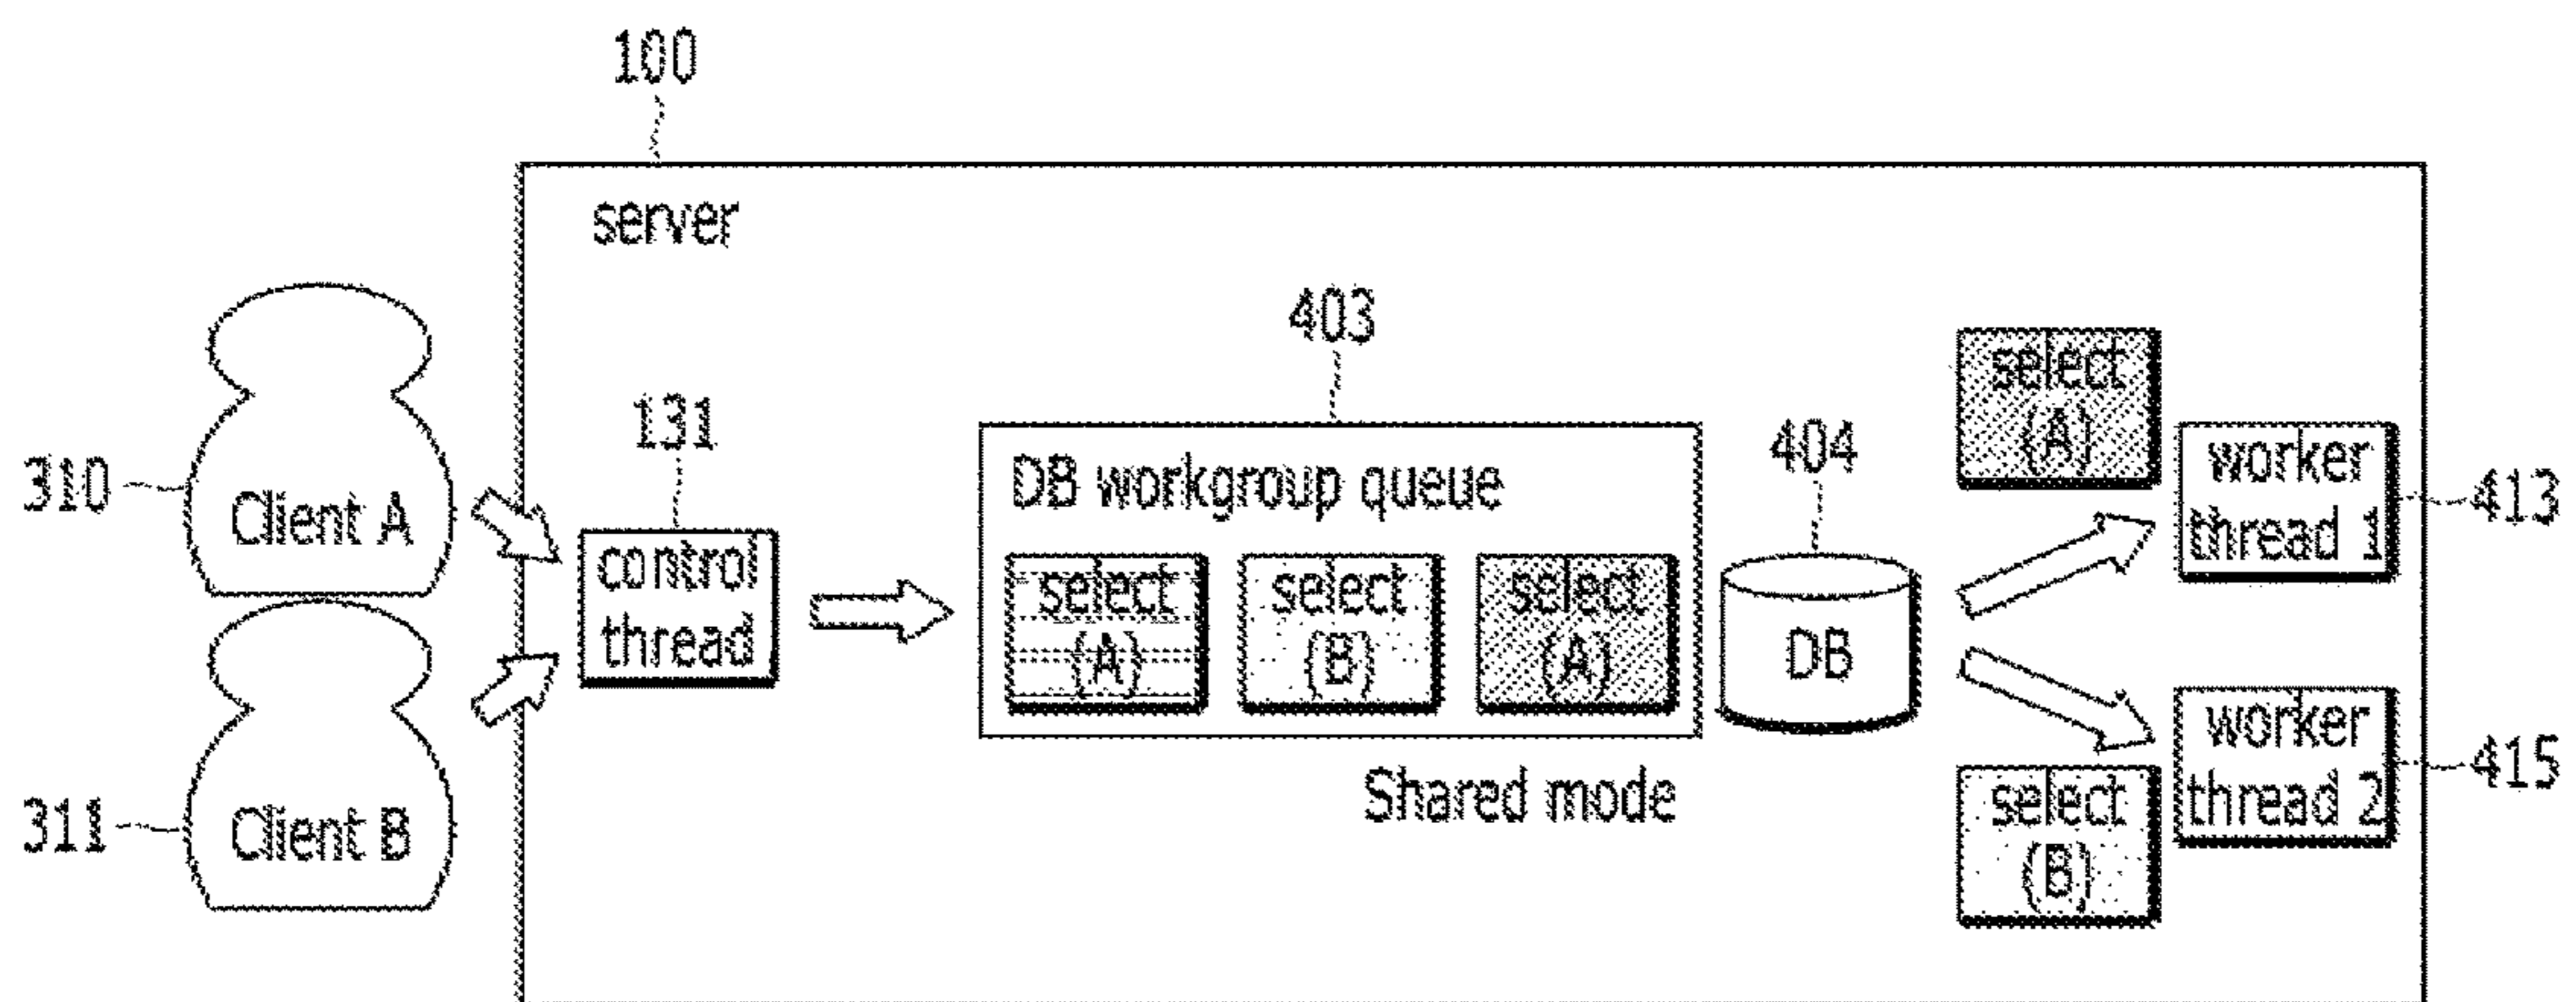 100
server
403
131
404
select
(A)
310
Client A
DB workgroup queue
worker
thread 1
413
control
thread
select
(A)
select
(B)
select
(A)
DB
Shared mode
worker
thread 2
415
311
Client B
select
(B)